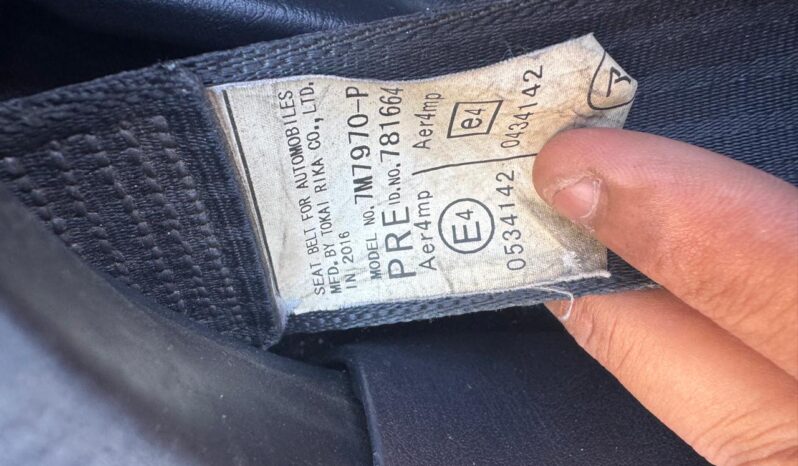 SEAT BELT FOR AUTOMOBILES
MFD. BY TOKAI RIKA CO., LTD.
IN 2016
MODEL NO. 7M7970-P
PRE I.D.NO. 781664
Aer4mp Aer4mp
E4 e4
0534142 0434142
ア